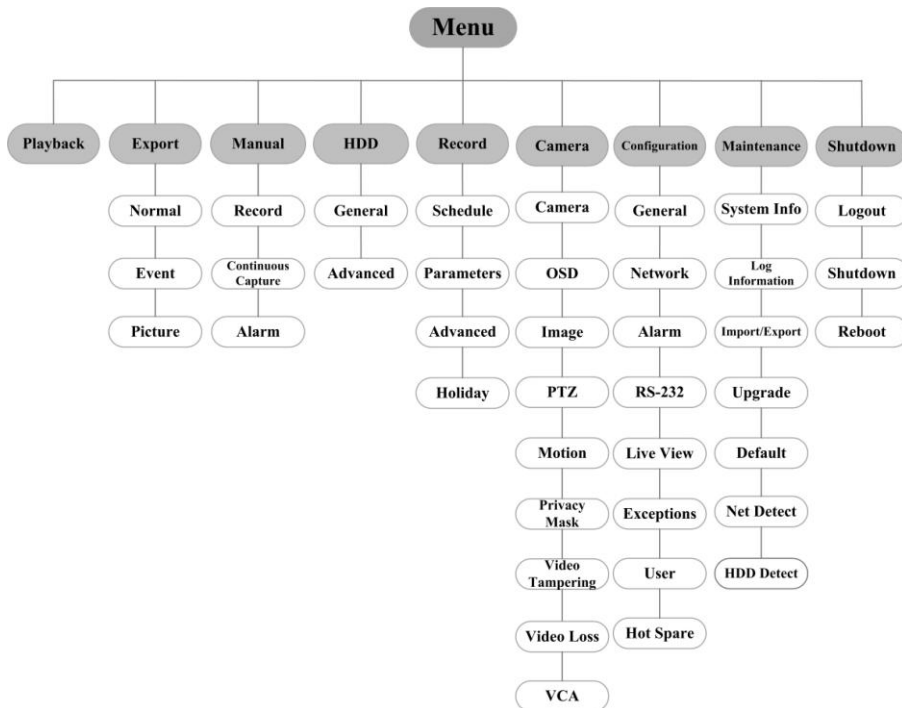 Menu
Playback
Export
Manual
HDD
Record
Camera
Configuration
Maintenance
Shutdown
Normal
Record
General
Schedule
Camera
General
System Info
Logout
Event
Continuous
Capture
Advanced
Parameters
OSD
Network
Log
Information
Shutdown
Picture
Alarm
Advanced
Image
Alarm
Import/Export
Reboot
Holiday
PTZ
RS-232
Upgrade
Motion
Live View
Default
Privacy
Mask
Exceptions
Net Detect
Video
Tampering
User
HDD Detect
Video Loss
Hot Spare
VCA